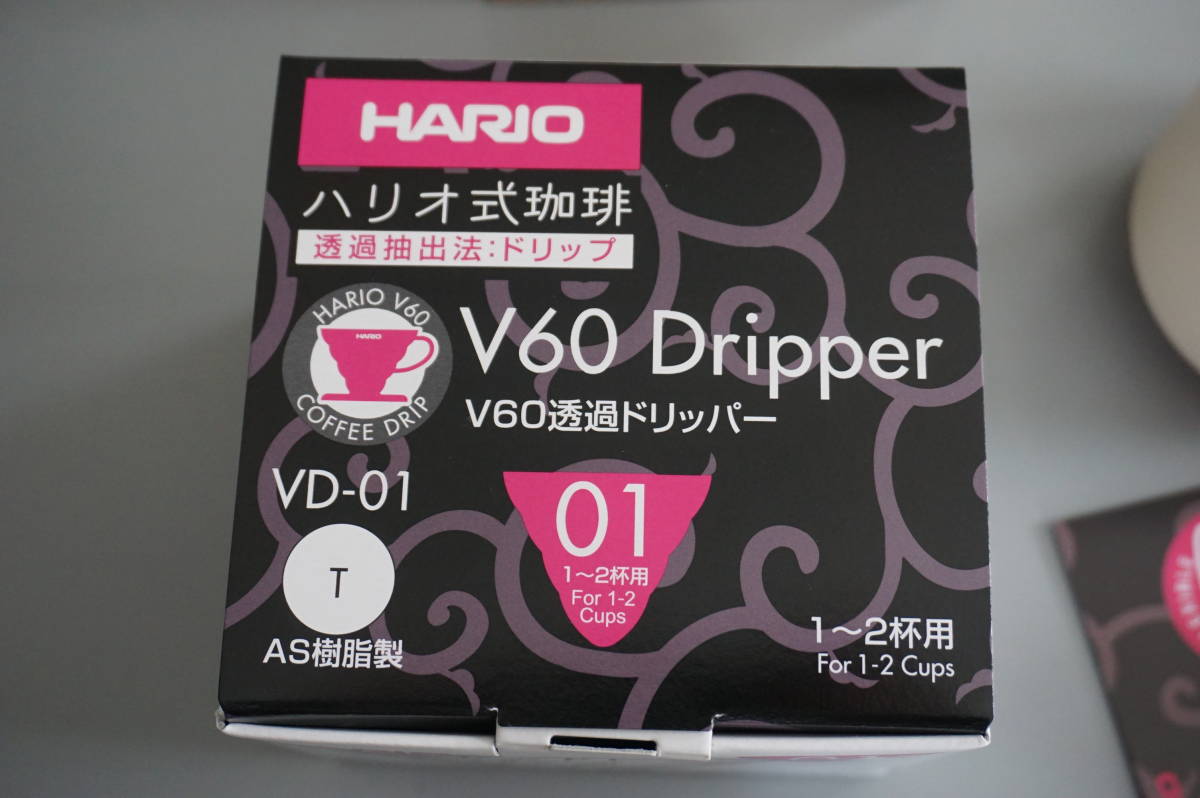 HARIO
ハリオ式珈琲
透過抽出法:ドリップ
HARIO V60
HARIO
COFFEE DRIP
V60 Dripper
V60透過ドリッパー
VD-01
T
AS樹脂製
01
1~2杯用
For 1-2
Cups
1~2杯用
For 1-2 Cups